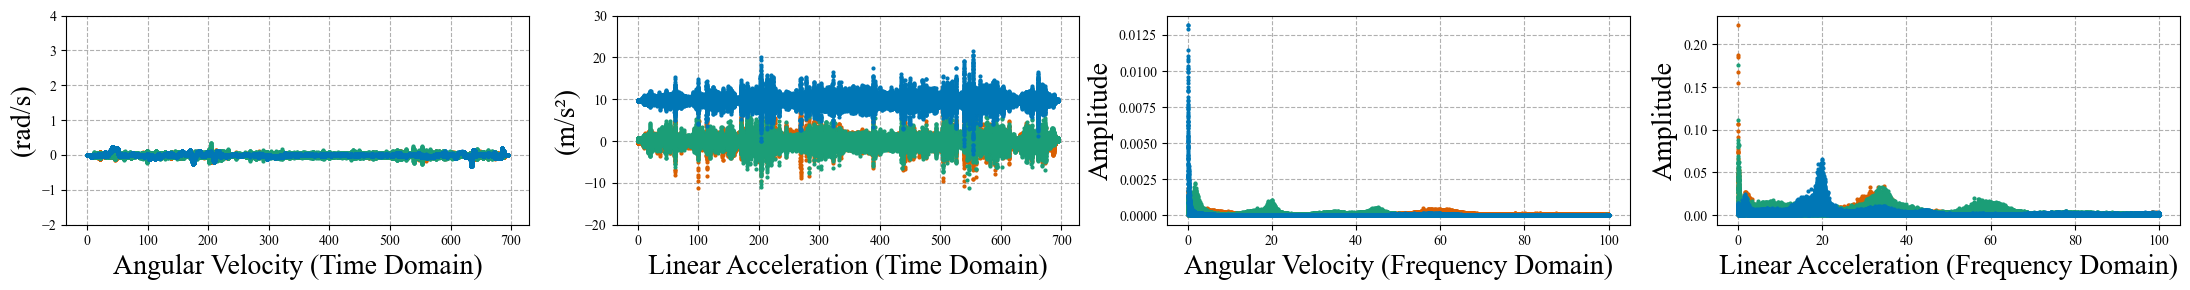 4
3
2
1
0
−1
−2
(rad/s)
0 100 200 300 400 500 600 700
Angular Velocity (Time Domain)
30
20
10
0
−10
−20
(m/s²)
0 100 200 300 400 500 600 700
Linear Acceleration (Time Domain)
0.0125
0.0100
0.0075
0.0050
0.0025
0.0000
Amplitude
0 20 40 60 80 100
Angular Velocity (Frequency Domain)
0.20
0.15
0.10
0.05
0.00
Amplitude
0 20 40 60 80 100
Linear Acceleration (Frequency Domain)